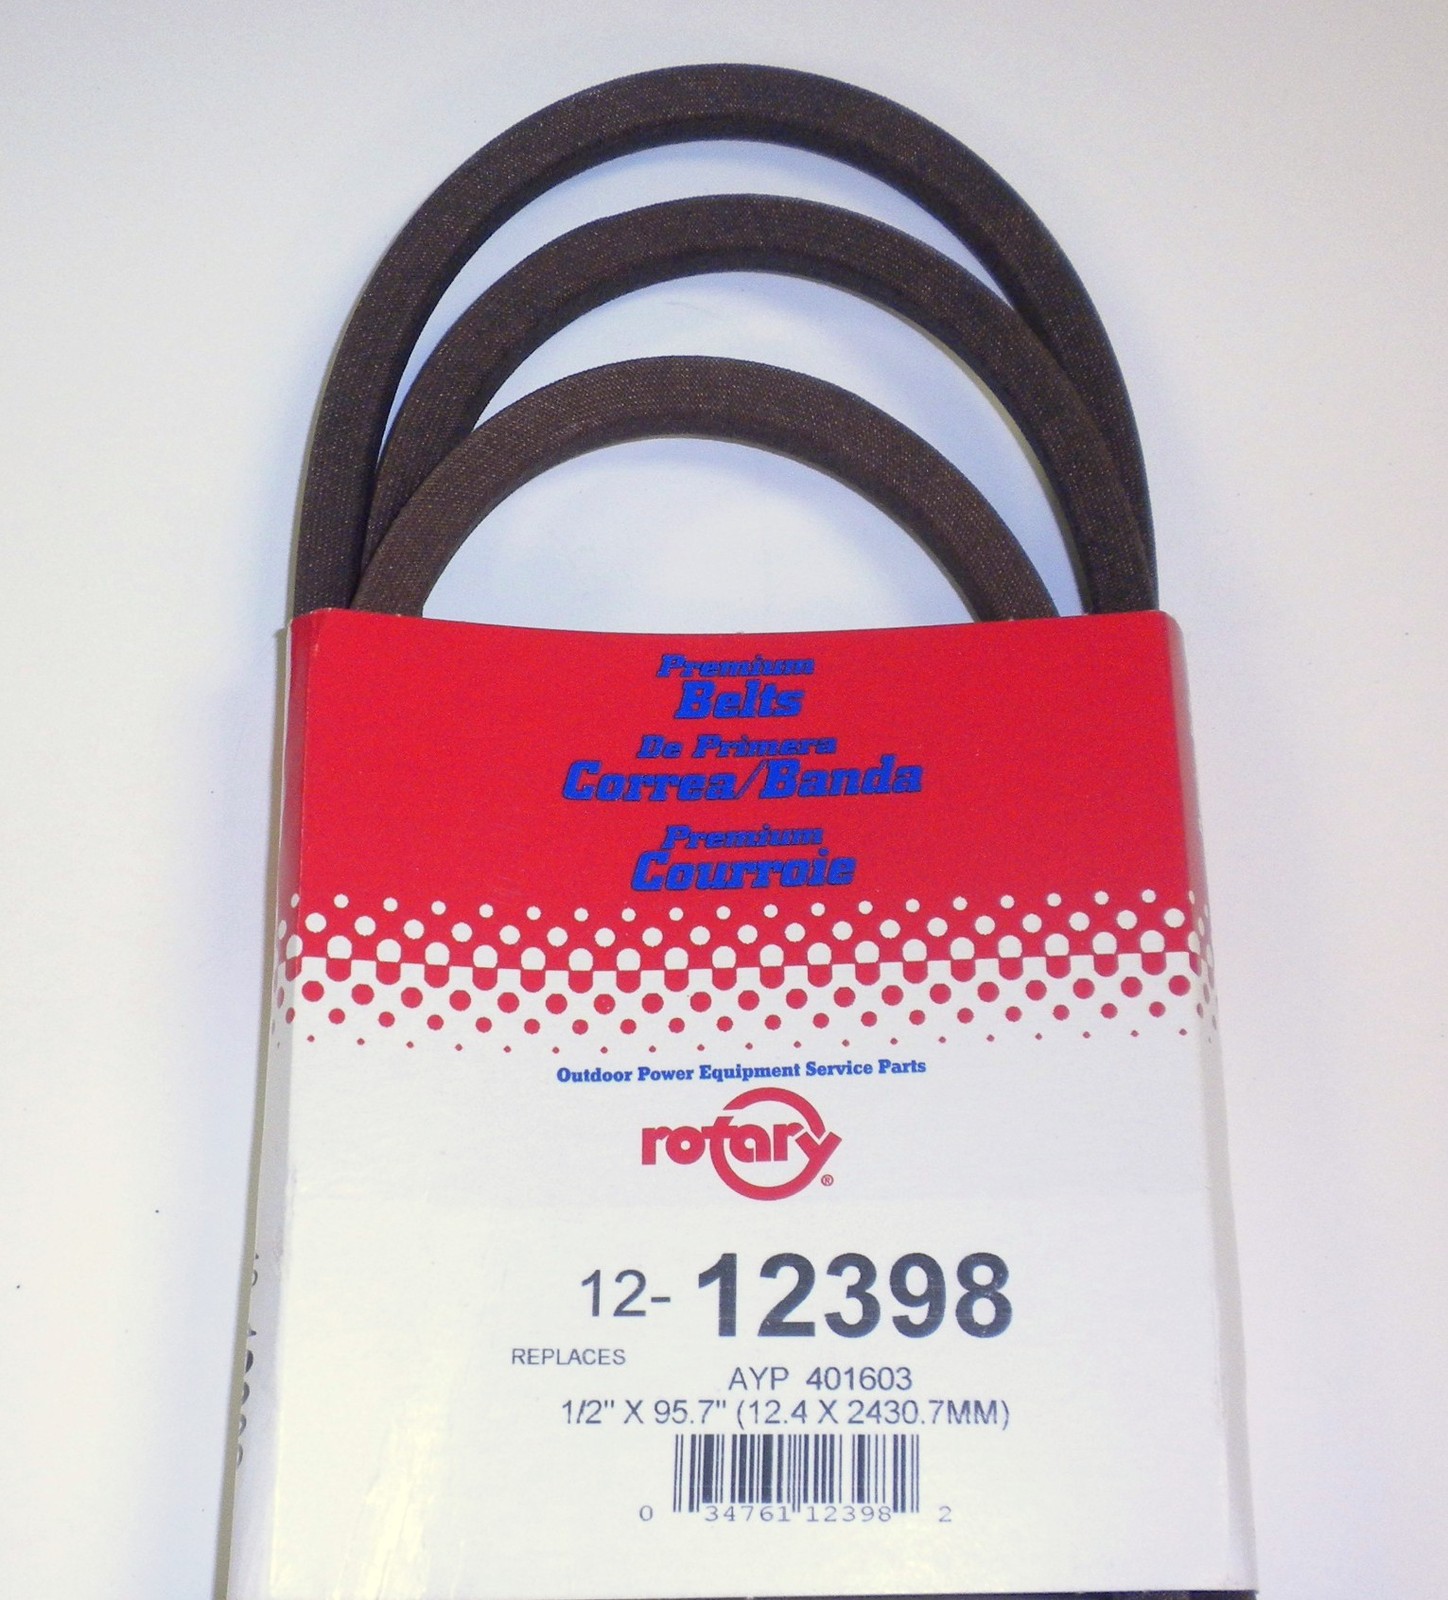 Premium
Belts
De Primera
Correa/Banda
Premium
Courroie
Outdoor Power Equipment Service Parts
rotary®
12-12398
REPLACES
AYP 401603
1/2" X 95.7" (12.4 X 2430.7MM)
0 34761 12398 2